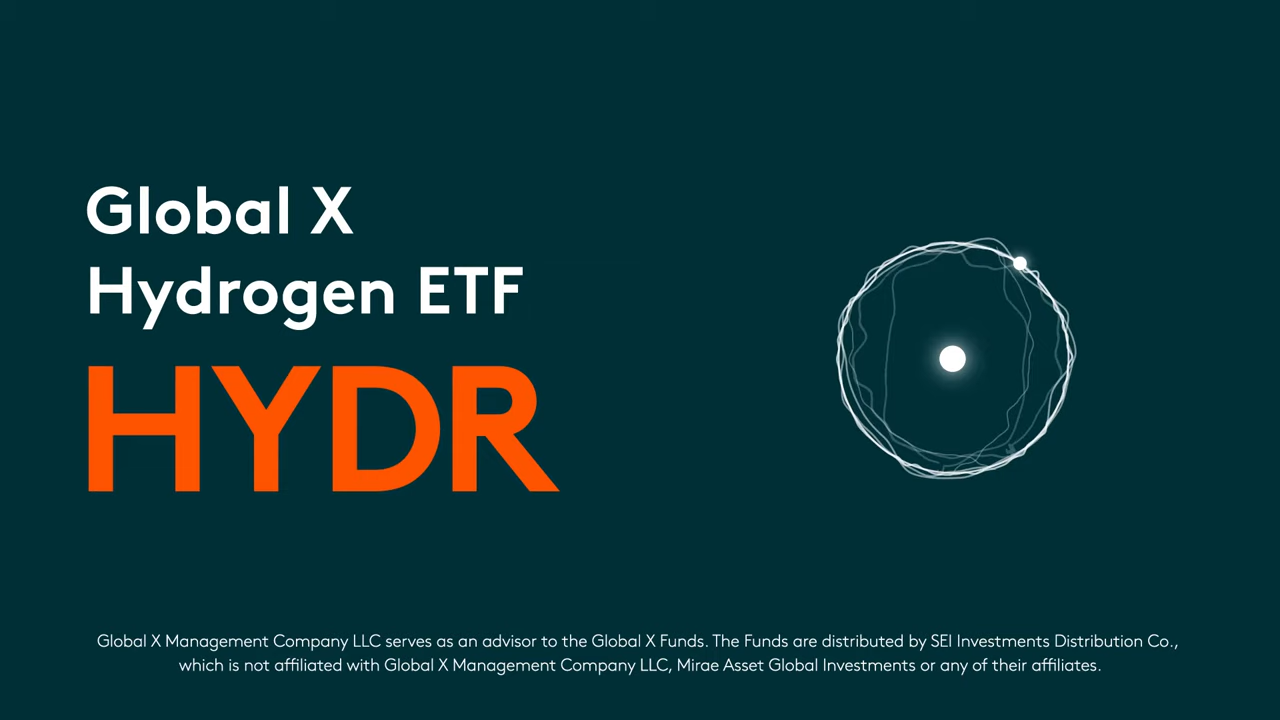 Global X
Hydrogen ETF
HYDR
Global X Management Company LLC serves as an advisor to the Global X Funds. The Funds are distributed by SEI Investments Distribution Co.,
which is not affiliated with Global X Management Company LLC, Mirae Asset Global Investments or any of their affiliates.